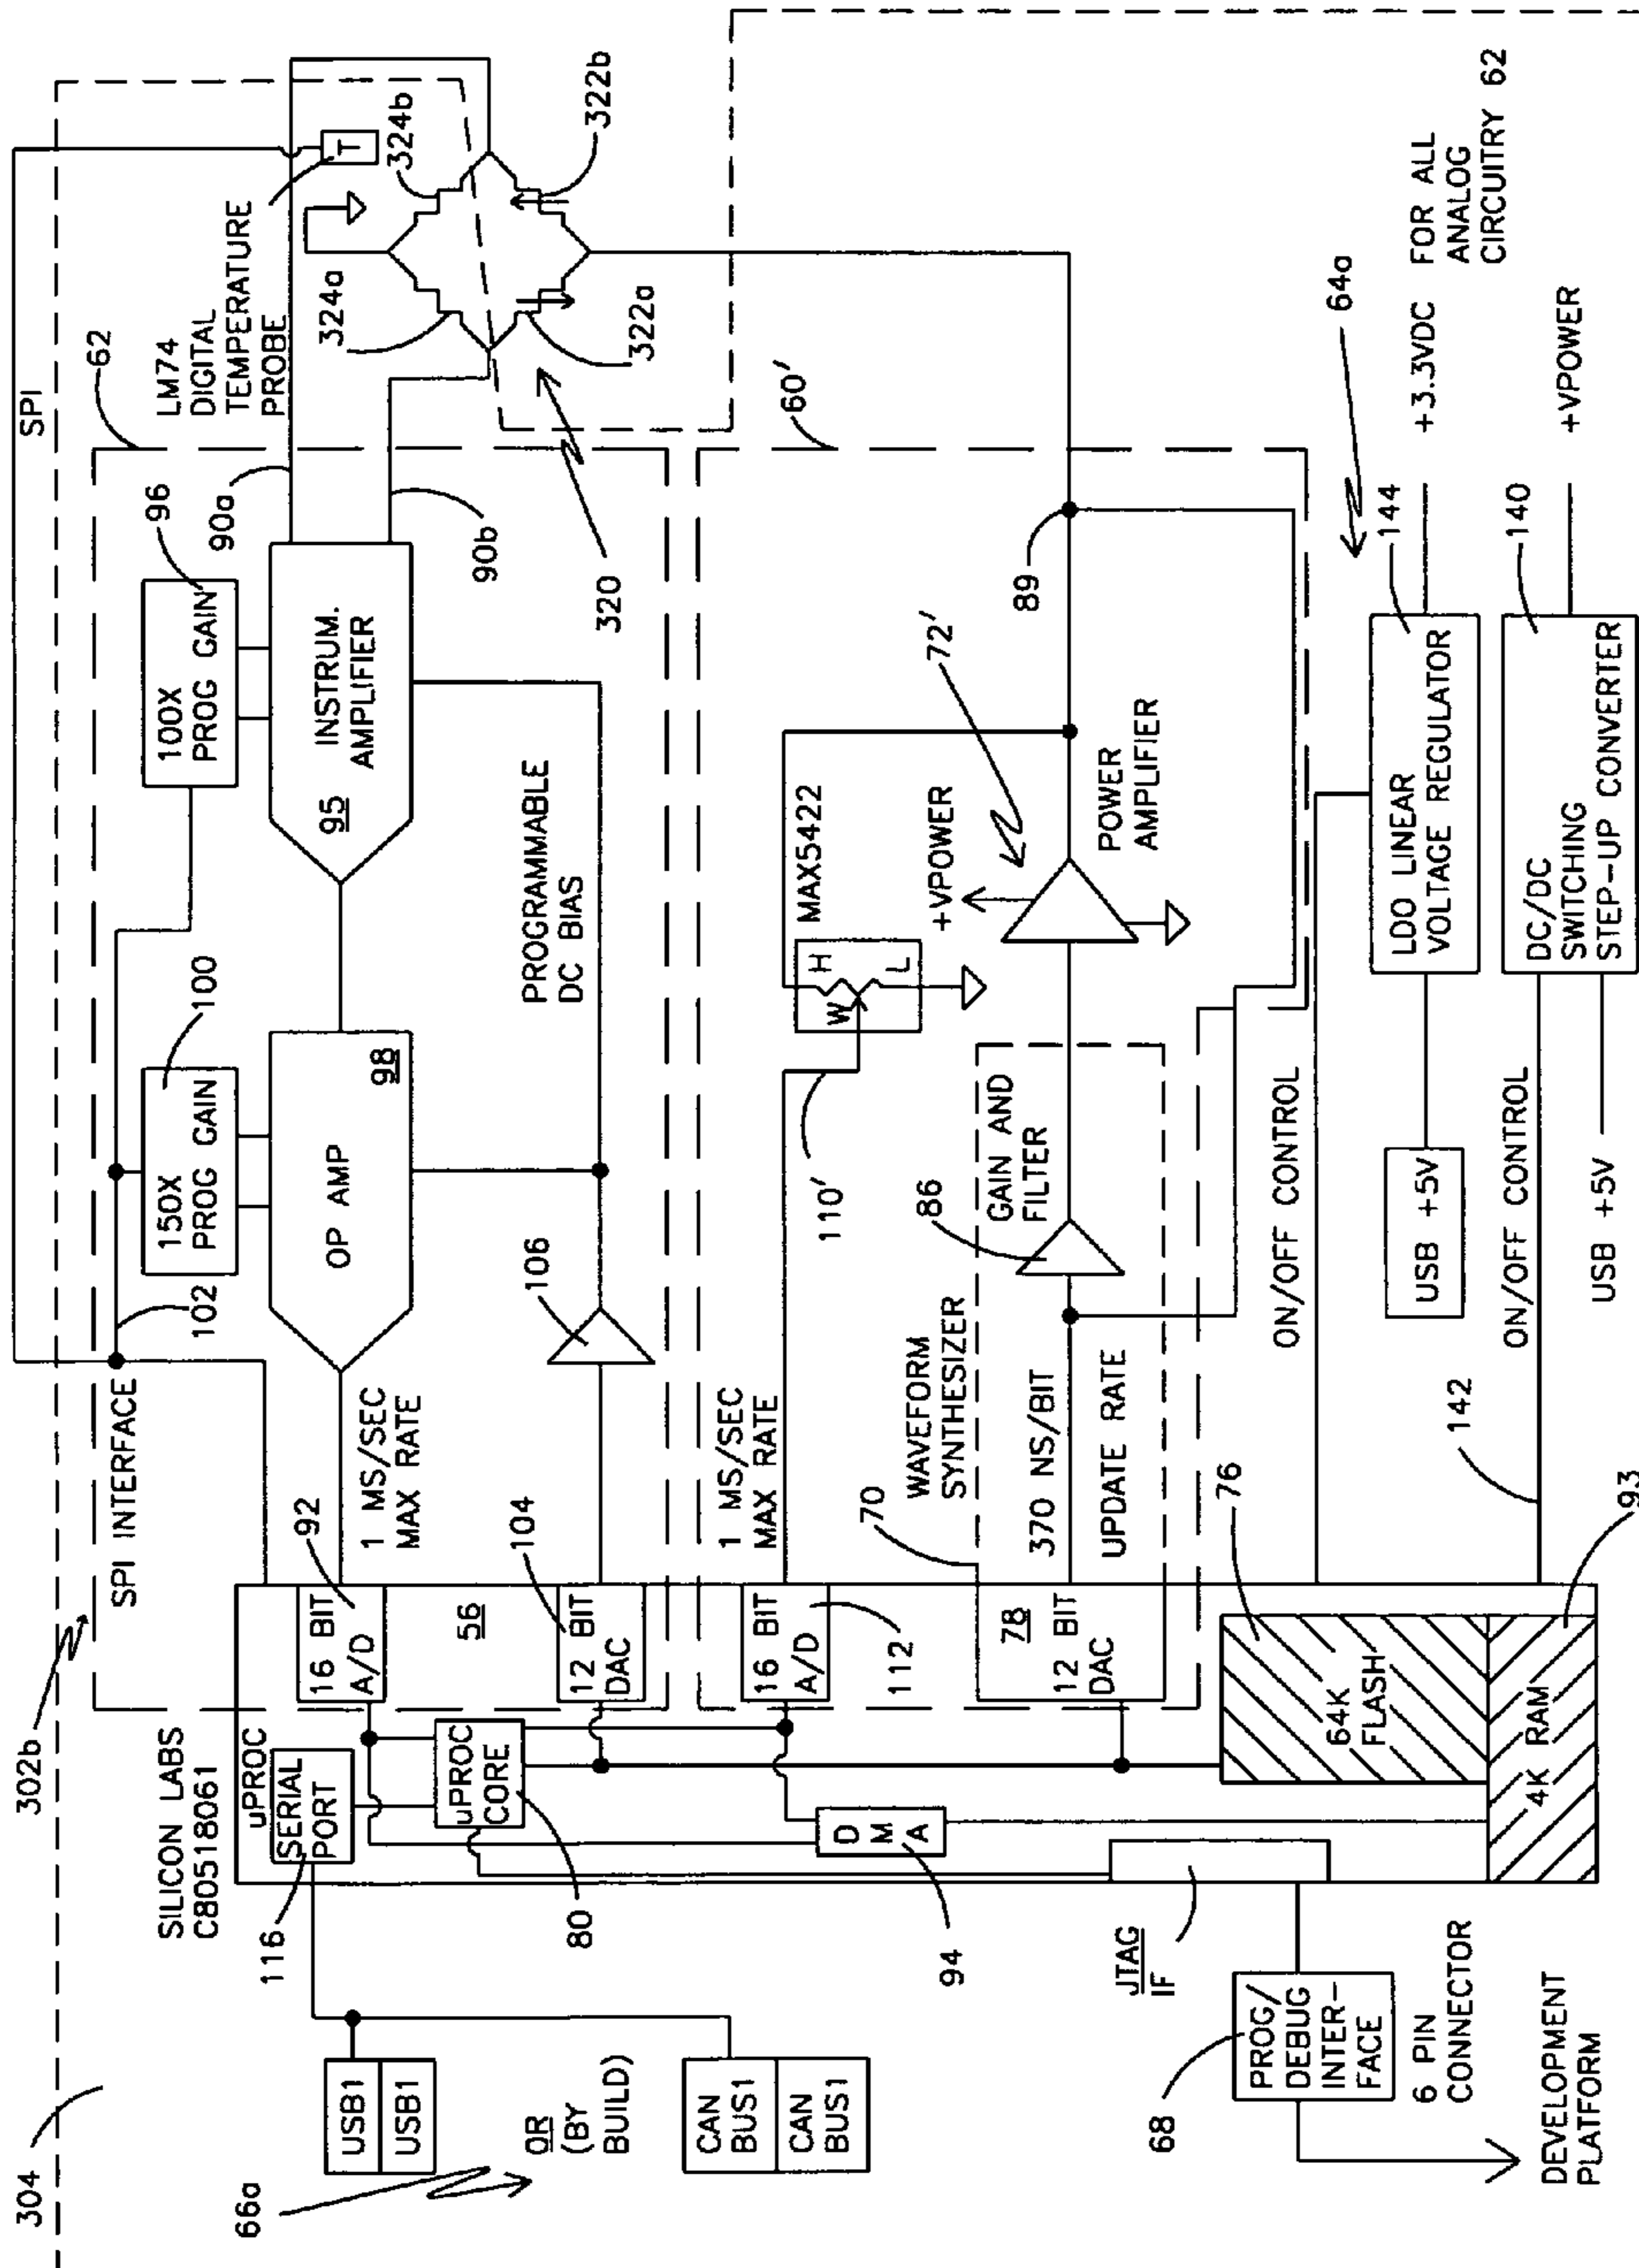 304
302b
SPI
SPI INTERFACE
102
150X
PROG GAIN
100
100X
PROG GAIN
96
62
90a
LM74
DIGITAL
TEMPERATURE
PROBE
T
324a
324b
322a
322b
320
90b
INSTRUM.
AMPLIFIER
95
OP AMP
98
PROGRAMMABLE
DC BIAS
106
1 MS/SEC
MAX RATE
SILICON LABS
C80518061
uPROC
SERIAL
PORT
116
16 BIT
A/D
92
56
12 BIT
DAC
104
uPROC
CORE
80
66a
USB1
USB1
OR
(BY
BUILD)
CAN
BUS1
CAN
BUS1
16 BIT
A/D
112
1 MS/SEC
MAX RATE
110'
MAX5422
H
W
L
60'
+VPOWER
72'
POWER
AMPLIFIER
89
WAVEFORM
SYNTHESIZER
70
GAIN AND
FILTER
86
78
12 BIT
DAC
370 NS/BIT
UPDATE RATE
D
M
A
94
JTAG
IF
76
64K
FLASH
4K RAM
93
68
PROG/
DEBUG
INTER-
FACE
6 PIN
CONNECTOR
DEVELOPMENT
PLATFORM
ON/OFF CONTROL
USB +5V
LDO LINEAR
VOLTAGE REGULATOR
144
64a
+3.3VDC
FOR ALL
ANALOG
CIRCUITRY 62
142
ON/OFF CONTROL
USB +5V
DC/DC
SWITCHING
STEP-UP CONVERTER
140
+VPOWER